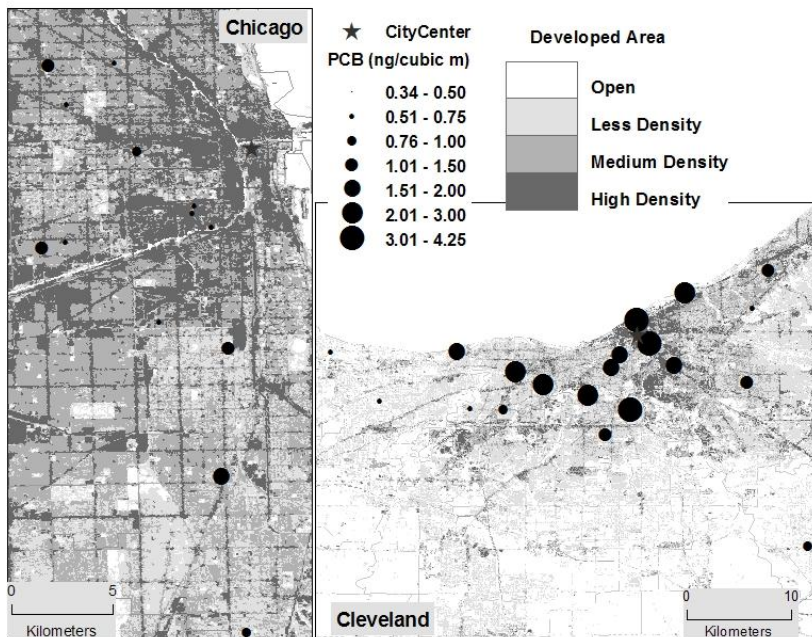 Chicago
CityCenter
PCB (ng/cubic m)
0.34 - 0.50
0.51 - 0.75
0.76 - 1.00
1.01 - 1.50
1.51 - 2.00
2.01 - 3.00
3.01 - 4.25
Developed Area
Open
Less Density
Medium Density
High Density
0 5
Kilometers
Cleveland
0 10
Kilometers